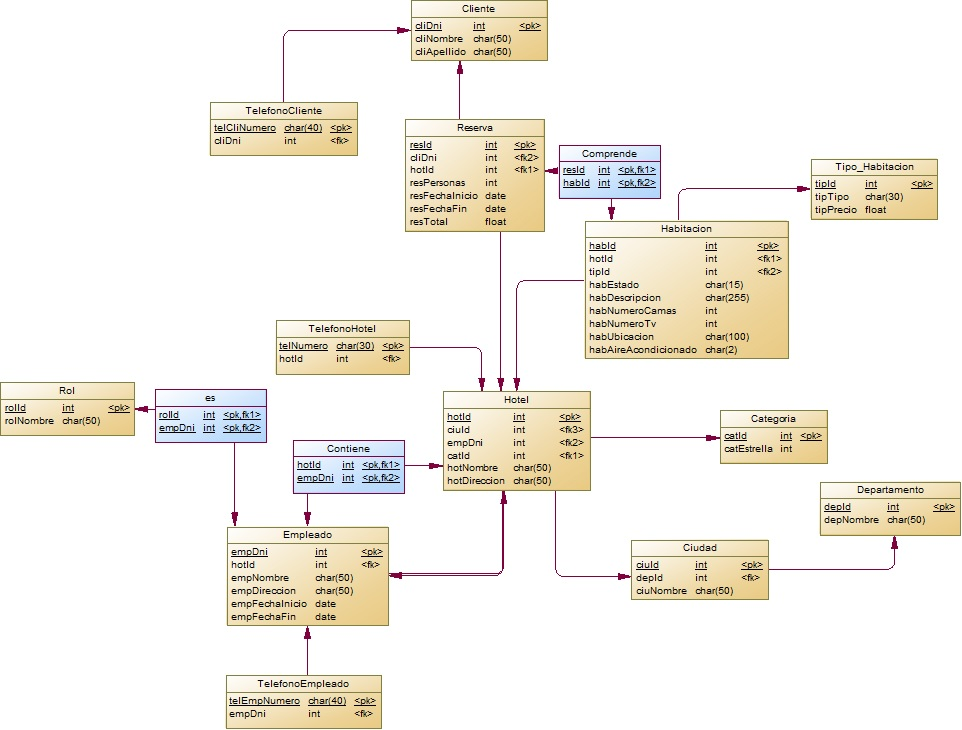 Cliente
cliDni int <pk>
cliNombre char(50)
cliApellido char(50)
TelefonoCliente
telCliNumero char(40) <pk>
cliDni int <fk>
Reserva
resId int <pk>
cliDni int <fk2>
hotId int <fk1>
resPersonas int
resFechaInicio date
resFechaFin date
resTotal float
Comprende
resId int <pk,fk1>
habId int <pk,fk2>
Tipo_Habitacion
tipId int <pk>
tipTipo char(30)
tipPrecio float
Habitacion
habId int <pk>
hotId int <fk1>
tipId int <fk2>
habEstado char(15)
habDescripcion char(255)
habNumeroCamas int
habNumeroTv int
habUbicacion char(100)
habAireAcondicionado char(2)
TelefonoHotel
telNumero char(30) <pk>
hotId int <fk>
Rol
rolId int <pk>
rolNombre char(50)
es
rolId int <pk,fk1>
empDni int <pk,fk2>
Contiene
hotId int <pk,fk1>
empDni int <pk,fk2>
Hotel
hotId int <pk>
ciuId int <fk3>
empDni int <fk2>
catId int <fk1>
hotNombre char(50)
hotDireccion char(50)
Categoria
catId int <pk>
catEstrella int
Departamento
depId int <pk>
depNombre char(50)
Ciudad
ciuId int <pk>
depId int <fk>
ciuNombre char(50)
Empleado
empDni int <pk>
hotId int <fk>
empNombre char(50)
empDireccion char(50)
empFechaInicio date
empFechaFin date
TelefonoEmpleado
telEmpNumero char(40) <pk>
empDni int <fk>